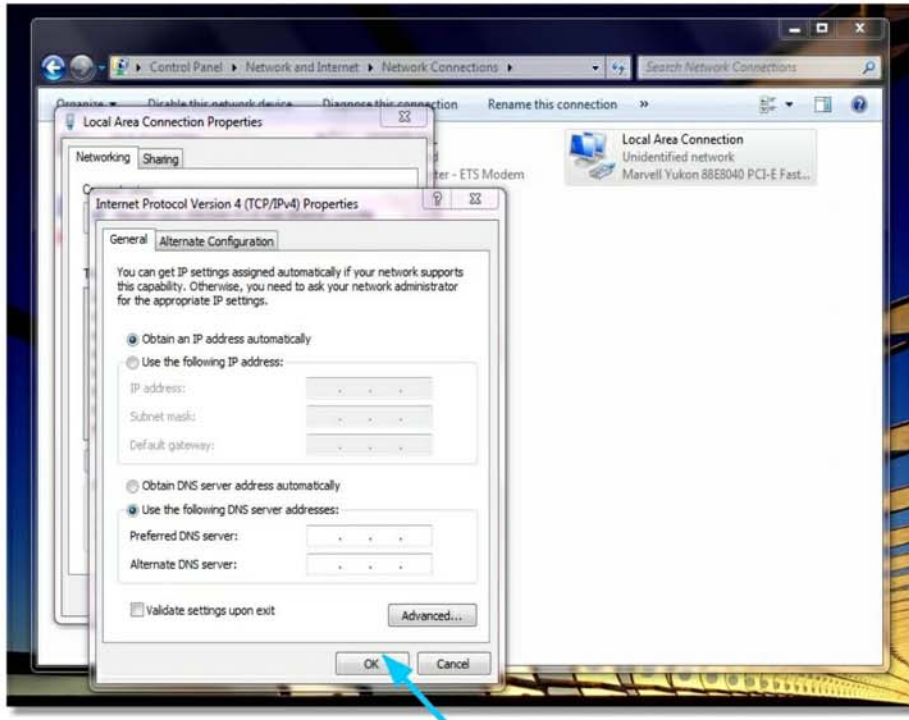 Control Panel ▸ Network and Internet ▸ Network Connections ▸
Search Network Connections
Organize Disable this network device Diagnose this connection Rename this connection »
Local Area Connection Properties
Networking Sharing
ter - ETS Modem
Local Area Connection
Unidentified network
Marvell Yukon 88E8040 PCI-E Fast...
Internet Protocol Version 4 (TCP/IPv4) Properties
General Alternate Configuration
You can get IP settings assigned automatically if your network supports
this capability. Otherwise, you need to ask your network administrator
for the appropriate IP settings.
Obtain an IP address automatically
Use the following IP address:
IP address:
Subnet mask:
Default gateway:
Obtain DNS server address automatically
Use the following DNS server addresses:
Preferred DNS server:
Alternate DNS server:
Validate settings upon exit
Advanced...
OK Cancel